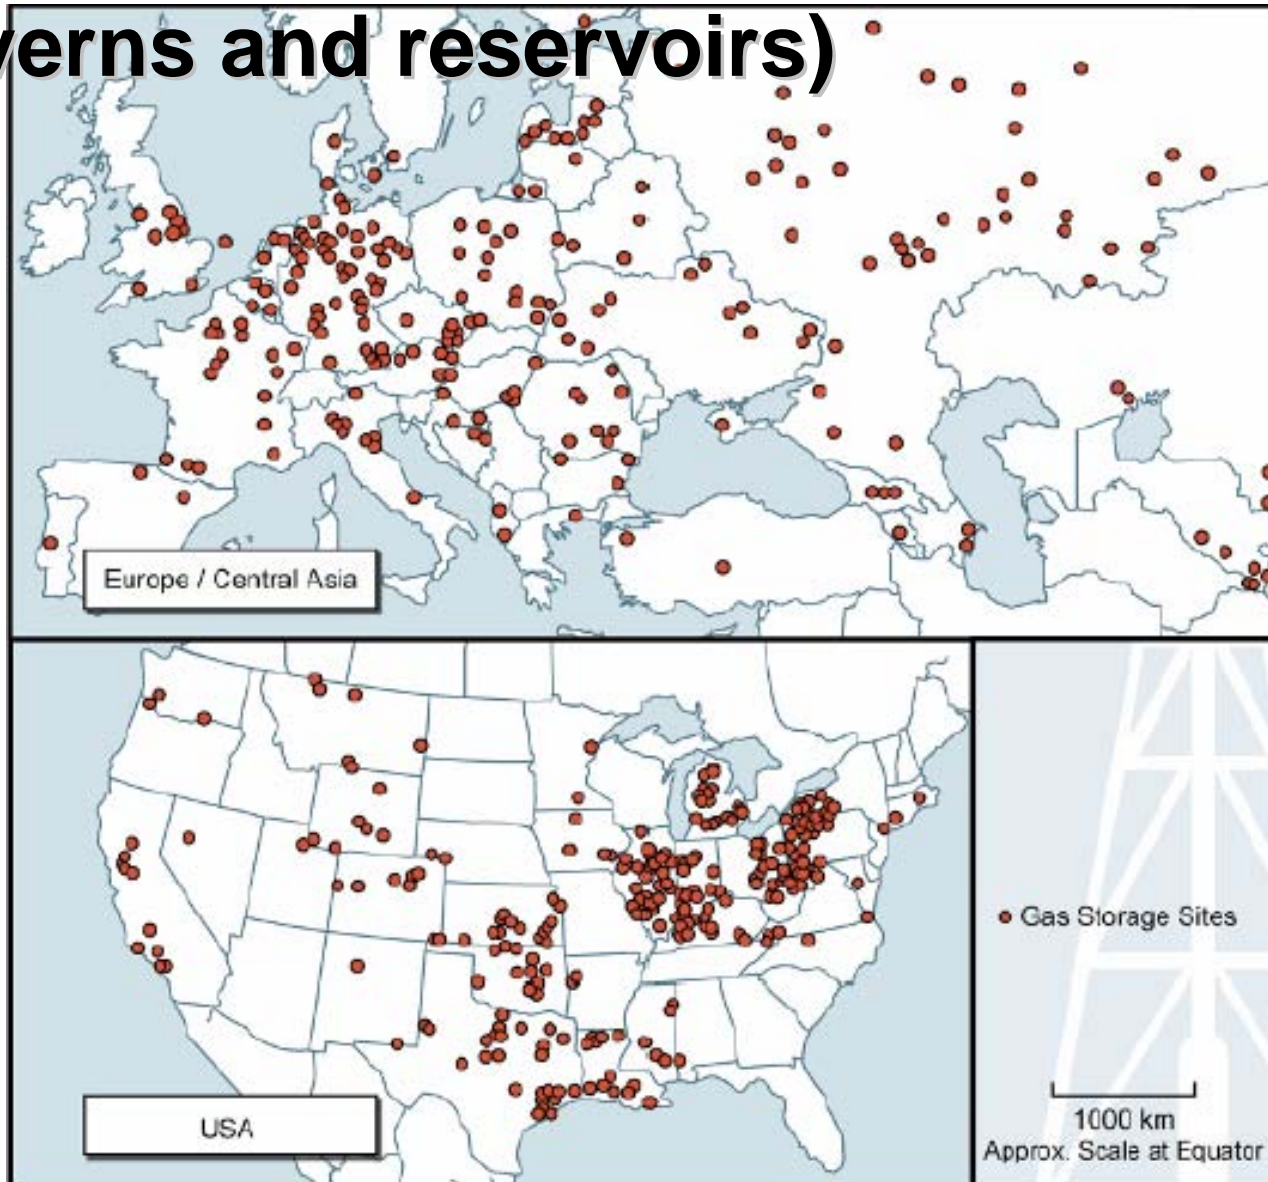 verns and reservoirs)
Europe / Central Asia
Gas Storage Sites
1000 km
Approx. Scale at Equator
USA